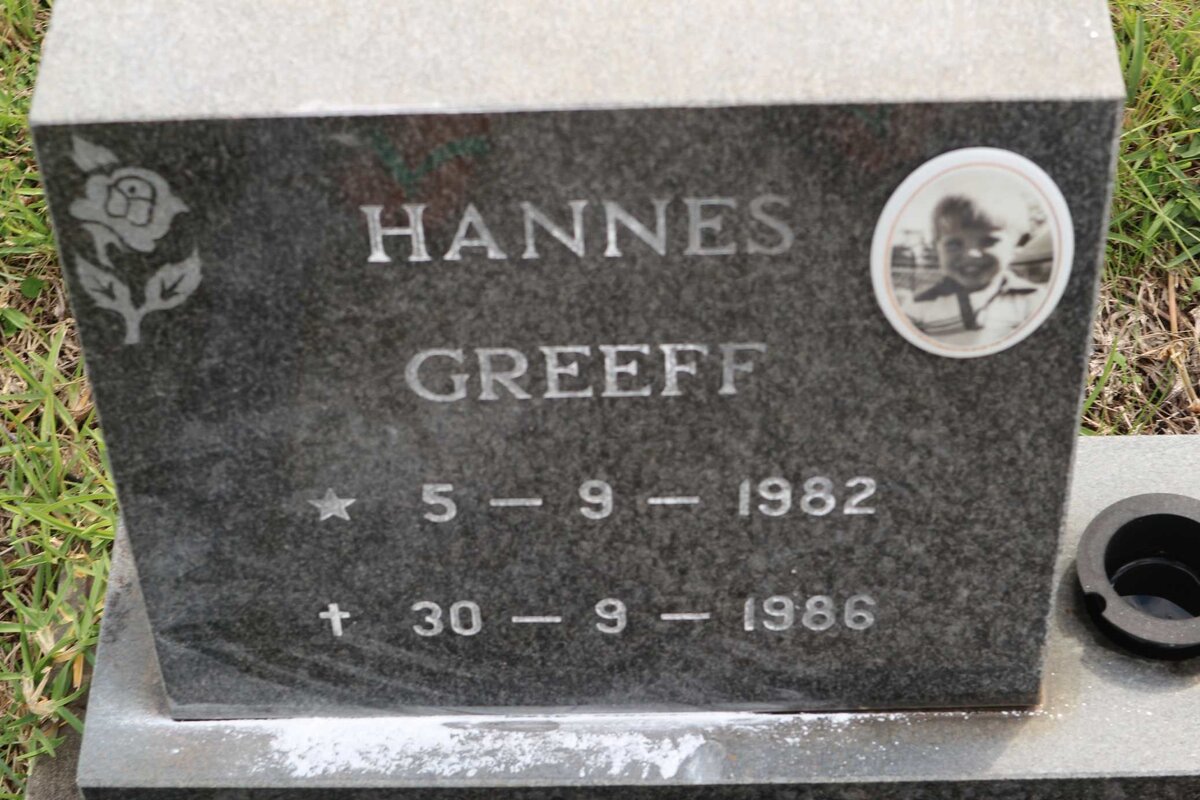 HANNES
GREEFF
★ 5 – 9 – 1982
✝ 30 – 9 – 1986